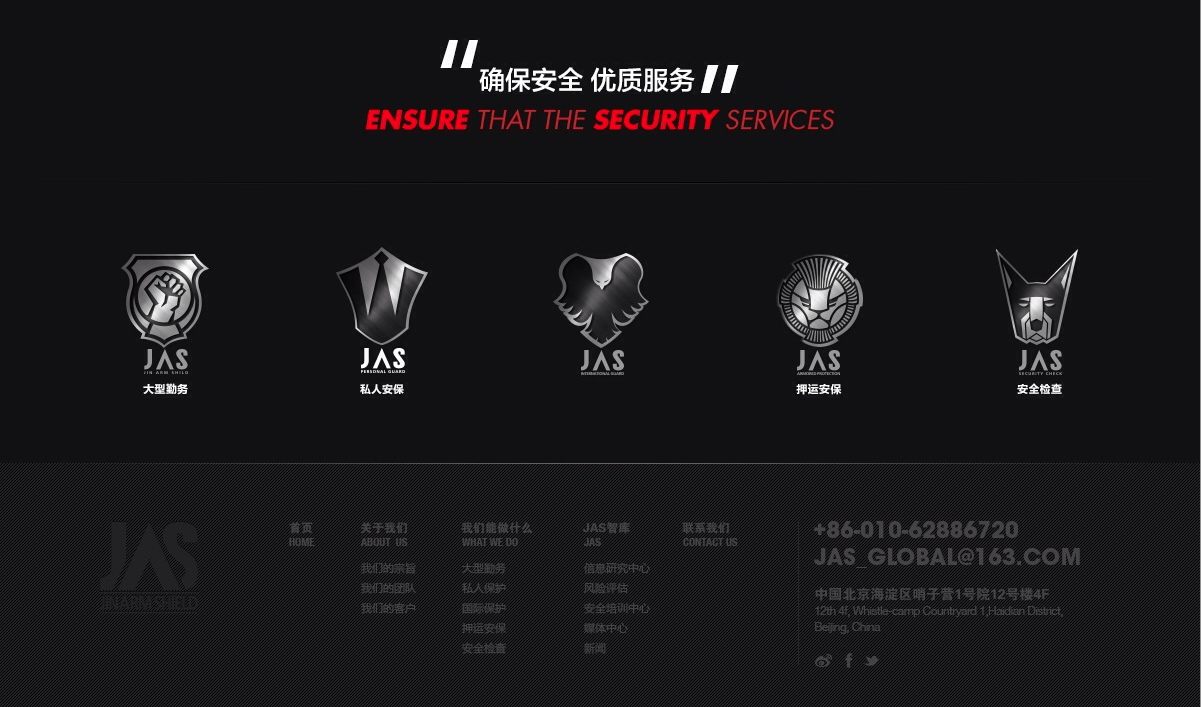 确保安全 优质服务
ENSURE THAT THE SECURITY SERVICES
JAS
JIN ARM SHILD
大型勤务
JAS
PERSONAL GUARD
私人安保
JAS
INTERNATIONAL GUARD
JAS
ARMORED PROTECTION
押运安保
JAS
SECURITY CHECK
安全检查
JAS
JIN ARM SHIELD
首页
HOME
关于我们
ABOUT US
我们的宗旨
我们的团队
我们的客户
我们能做什么
WHAT WE DO
大型勤务
私人保护
国际保护
押运安保
安全检查
JAS智库
JAS
信息研究中心
风险评估
安全培训中心
媒体中心
新闻
联系我们
CONTACT US
+86-010-62886720
JAS_GLOBAL@163.COM
中国北京海淀区哨子营1号院12号楼4F
12th 4f, Whistle-camp Countryard 1,Haidian District,
Beijing, China